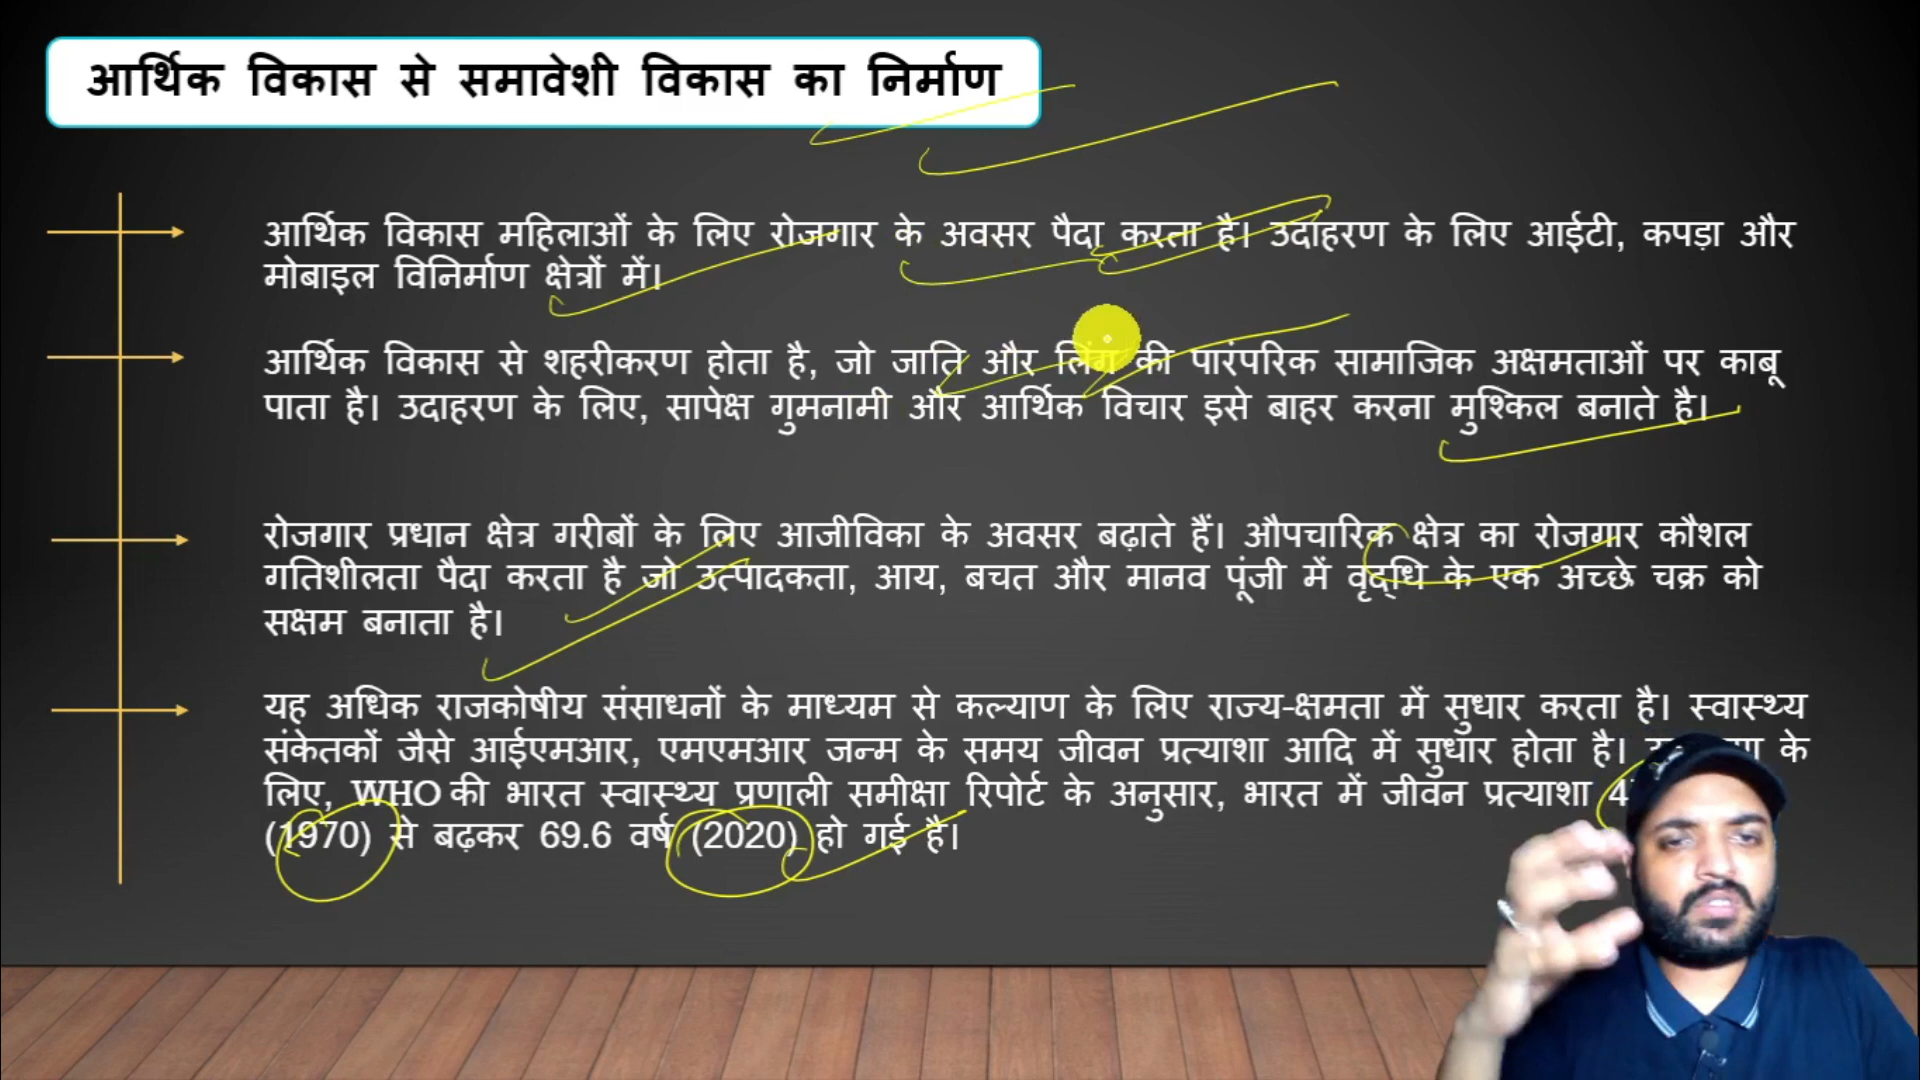 आर्थिक विकास से समावेशी विकास का निर्माण
आर्थिक विकास महिलाओं के लिए रोजगार के अवसर पैदा करता है। उदाहरण के लिए आईटी, कपड़ा और
मोबाइल विनिर्माण क्षेत्रों में।
आर्थिक विकास से शहरीकरण होता है, जो जाति और लिंग की पारंपरिक सामाजिक अक्षमताओं पर काबू
पाता है। उदाहरण के लिए, सापेक्ष गुमनामी और आर्थिक विचार इसे बाहर करना मुश्किल बनाते है।
रोजगार प्रधान क्षेत्र गरीबों के लिए आजीविका के अवसर बढ़ाते हैं। औपचारिक क्षेत्र का रोजगार कौशल
गतिशीलता पैदा करता है जो उत्पादकता, आय, बचत और मानव पूंजी में वृद्धि के एक अच्छे चक्र को
सक्षम बनाता है।
यह अधिक राजकोषीय संसाधनों के माध्यम से कल्याण के लिए राज्य-क्षमता में सुधार करता है। स्वास्थ्य
संकेतकों जैसे आईएमआर, एमएमआर जन्म के समय जीवन प्रत्याशा आदि में सुधार होता है। के
लिए, WHO की भारत स्वास्थ्य प्रणाली समीक्षा रिपोर्ट के अनुसार, भारत में जीवन प्रत्याशा
(1970) से बढ़कर 69.6 वर्ष (2020) हो गई है।